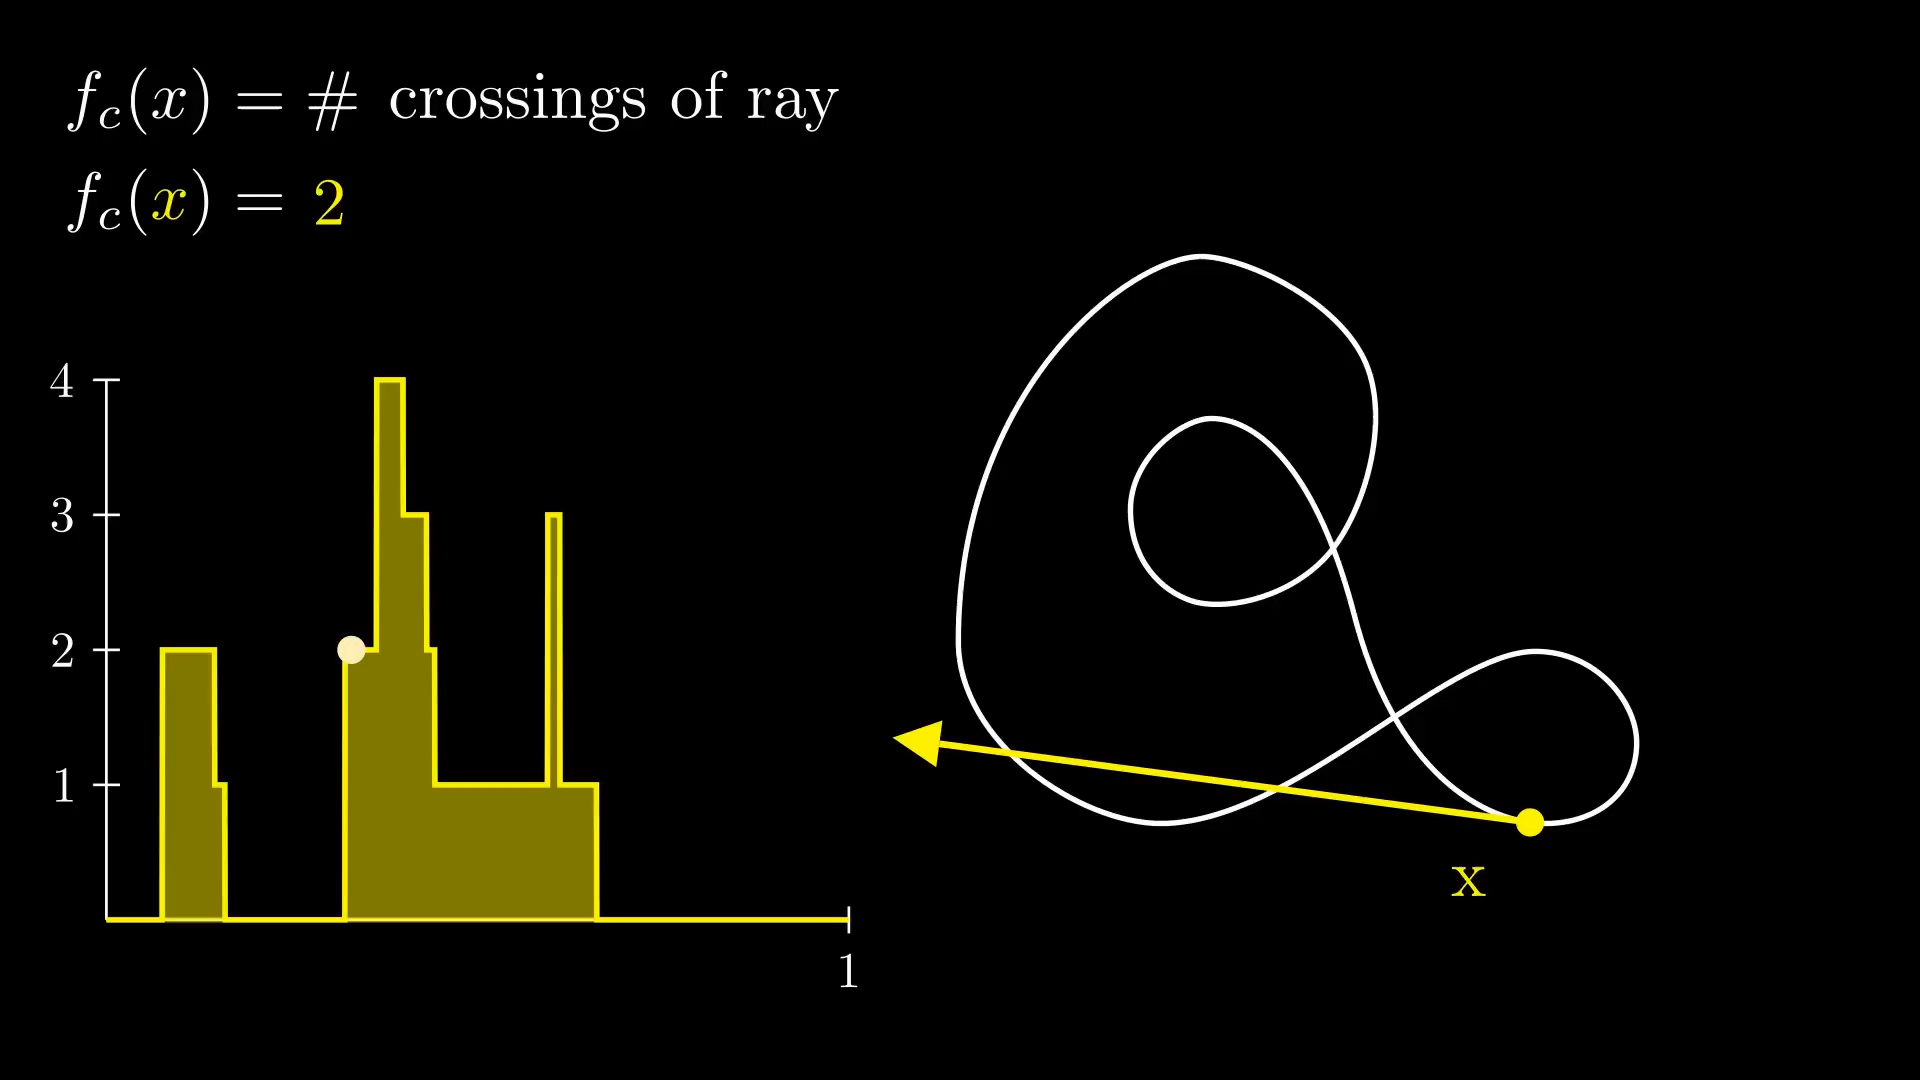 f_c(x) = # crossings of ray
f_c(x) = 2
4
3
2
1
1
x